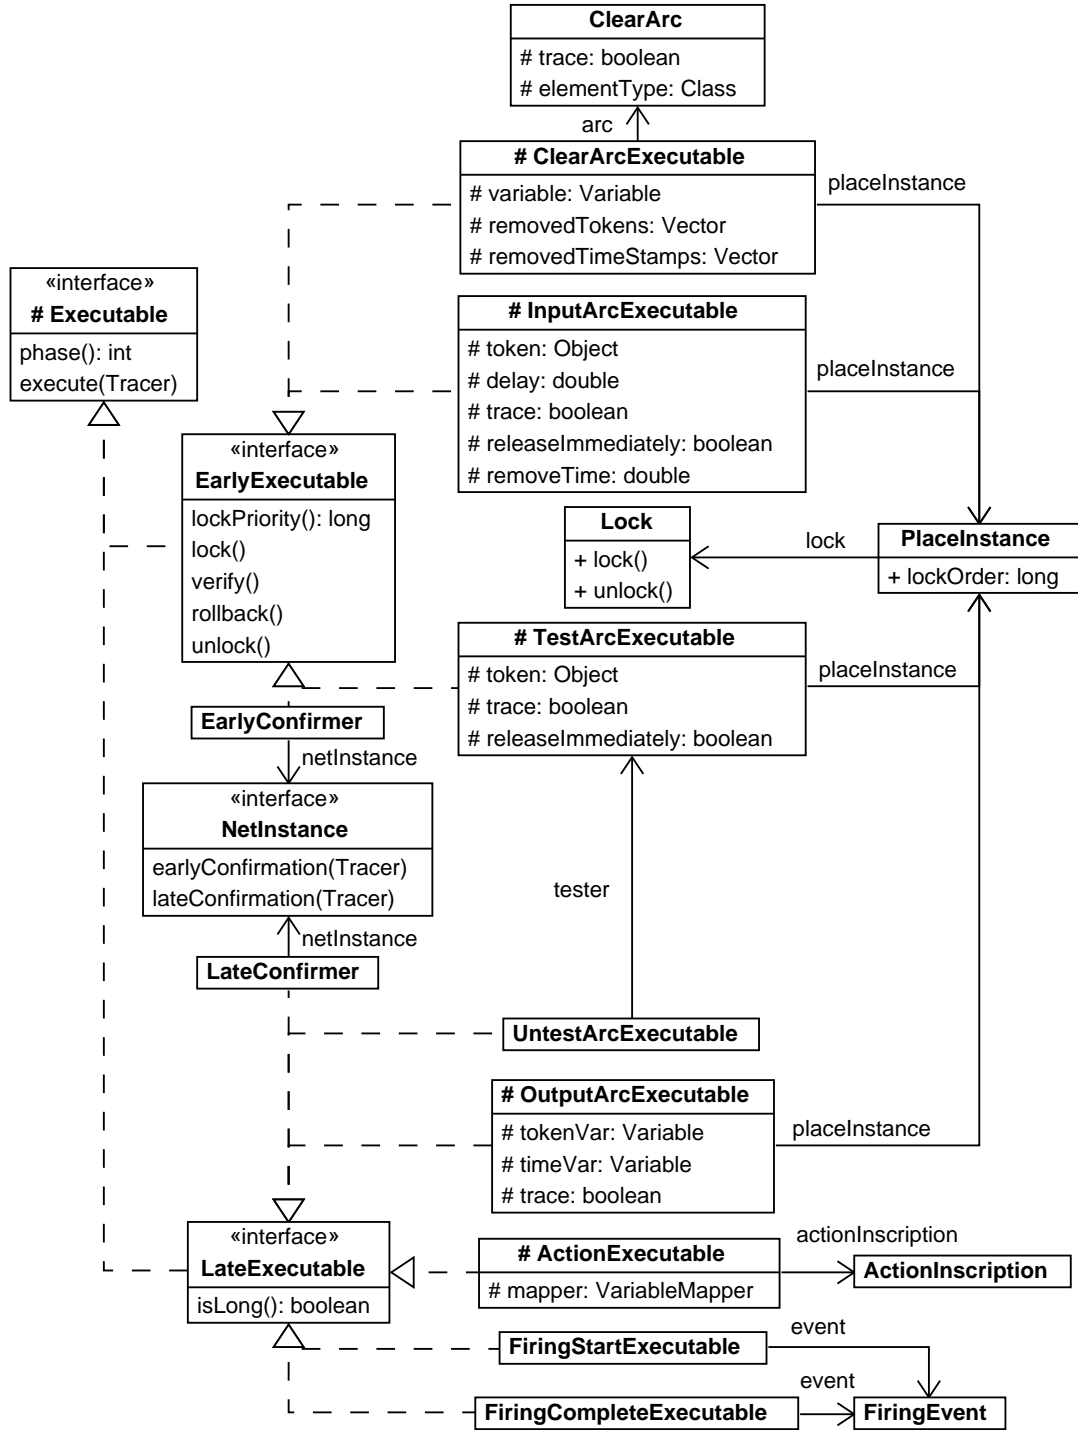 ClearArc
# trace: boolean
# elementType: Class
arc
# ClearArcExecutable
# variable: Variable
# removedTokens: Vector
# removedTimeStamps: Vector
placeInstance
«interface»
# Executable
phase(): int
execute(Tracer)
# InputArcExecutable
# token: Object
# delay: double
# trace: boolean
# releaseImmediately: boolean
# removeTime: double
placeInstance
«interface»
EarlyExecutable
lockPriority(): long
lock()
verify()
rollback()
unlock()
Lock
+ lock()
+ unlock()
lock
PlaceInstance
+ lockOrder: long
# TestArcExecutable
# token: Object
# trace: boolean
# releaseImmediately: boolean
placeInstance
EarlyConfirmer
netInstance
«interface»
NetInstance
earlyConfirmation(Tracer)
lateConfirmation(Tracer)
tester
netInstance
LateConfirmer
UntestArcExecutable
# OutputArcExecutable
# tokenVar: Variable
# timeVar: Variable
# trace: boolean
placeInstance
«interface»
LateExecutable
isLong(): boolean
# ActionExecutable
# mapper: VariableMapper
actionInscription
ActionInscription
FiringStartExecutable
event
FiringCompleteExecutable
event
FiringEvent